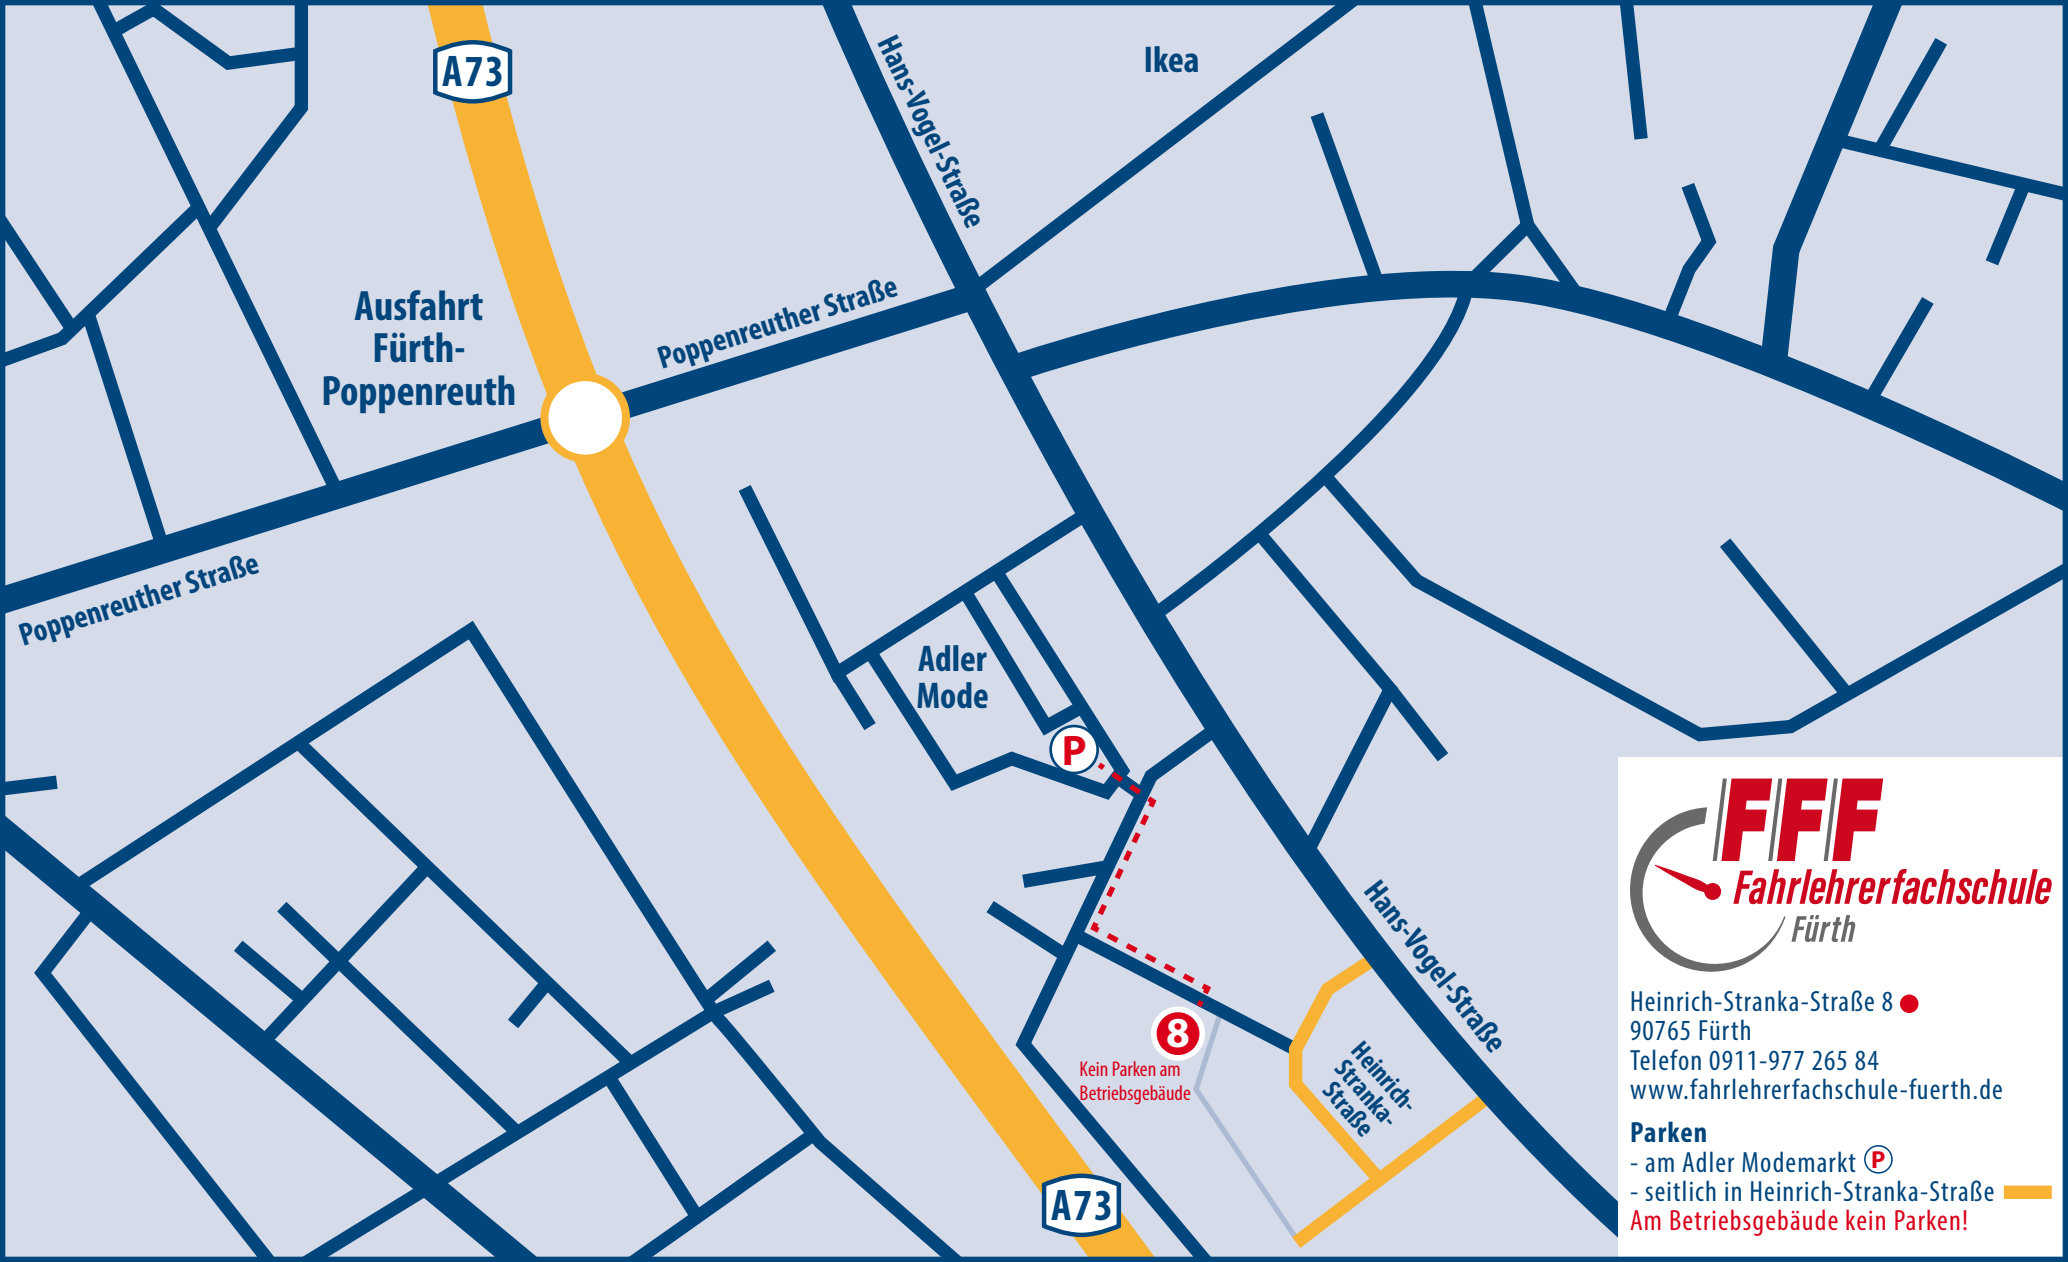 A73
Hans-Vogel-Straße
Ikea
Ausfahrt
Fürth-
Poppenreuth
Poppenreuther Straße
Poppenreuther Straße
Adler
Mode
P
Hans-Vogel-Straße
8
Kein Parken am
Betriebsgebäude
Heinrich-
Stranka-
Straße
A73
FFF
Fahrlehrerfachschule
Fürth
Heinrich-Stranka-Straße 8
90765 Fürth
Telefon 0911-977 265 84
www.fahrlehrerfachschule-fuerth.de
Parken
- am Adler Modemarkt P
- seitlich in Heinrich-Stranka-Straße
Am Betriebsgebäude kein Parken!